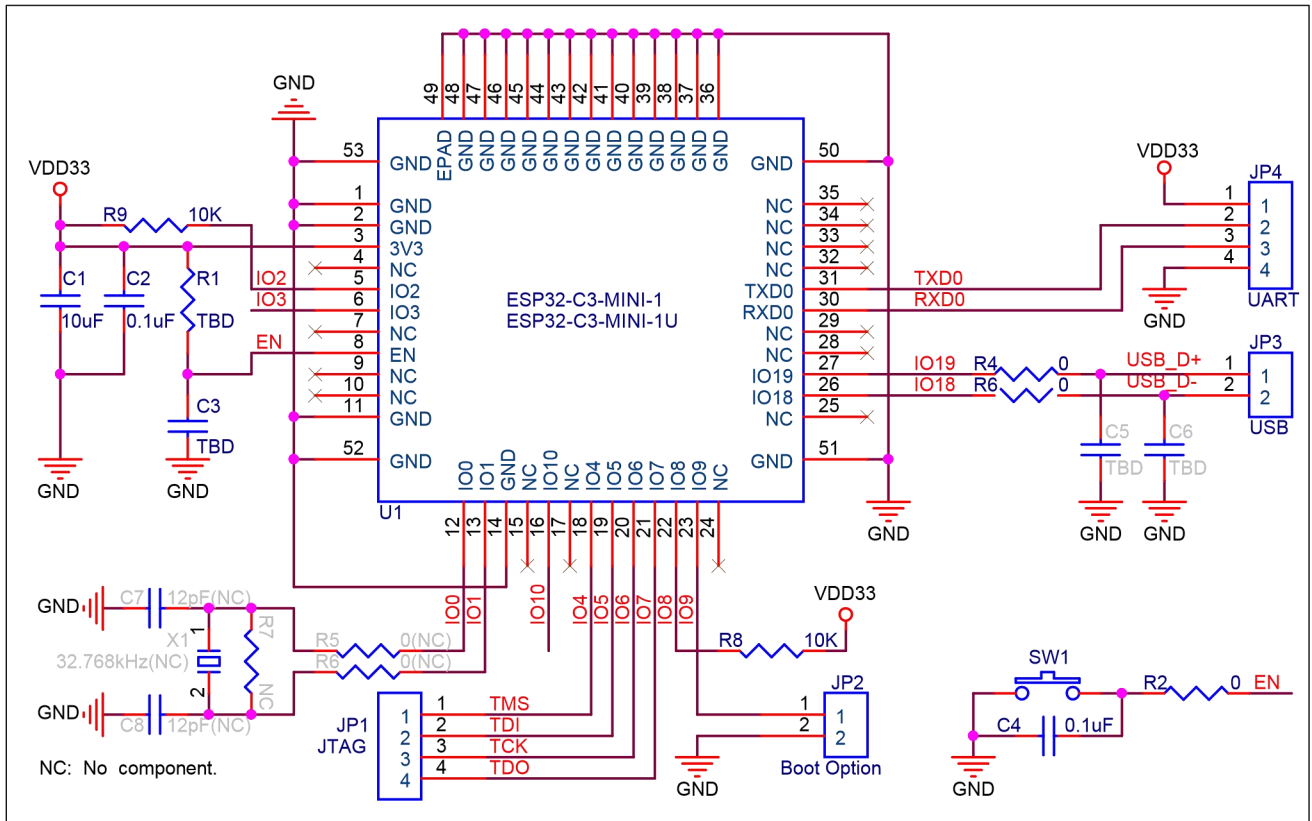 49
48
47
46
45
44
43
42
41
40
39
38
37
36
EPAD
GND
GND
GND
GND
GND
GND
GND
GND
GND
GND
GND
GND
GND
GND
VDD33
R9 10K
C1
10uF
C2
0.1uF
R1
TBD
C3
TBD
GND
GND
IO2
IO3
EN
53 GND
1 GND
2 GND
3 3V3
4 NC
5 IO2
6 IO3
7 NC
8 EN
9 NC
10 NC
11 GND
52 GND
ESP32-C3-MINI-1
ESP32-C3-MINI-1U
U1
GND 50
NC 35
NC 34
NC 33
NC 32
TXD0 31
RXD0 30
NC 29
NC 28
IO19 27
IO18 26
NC 25
GND 51
GND
TXD0
RXD0
IO19 R4 0 USB_D+
IO18 R6 0 USB_D-
VDD33
JP4
1 1
2 2
3 3
4 4
UART
GND
JP3
1 1
2 2
USB
C5
TBD
C6
TBD
GND
GND
IO0
IO1
GND
NC
IO10
NC
IO4
IO5
IO6
IO7
IO8
IO9
NC
12
13
14
15
16
17
18
19
20
21
22
23
24
IO0
IO1
IO10
IO4
IO5
IO6
IO7
IO8
IO9
GND C7 12pF(NC)
X1
1
32.768kHz(NC)
2
R7
NC
GND C8 12pF(NC)
R5 0(NC)
R6 0(NC)
NC: No component.
JP1
JTAG
1 1 TMS
2 2 TDI
3 3 TCK
4 4 TDO
VDD33
R8 10K
JP2
1 1
2 2
Boot Option
GND
SW1
R2 0 EN
C4 0.1uF
GND